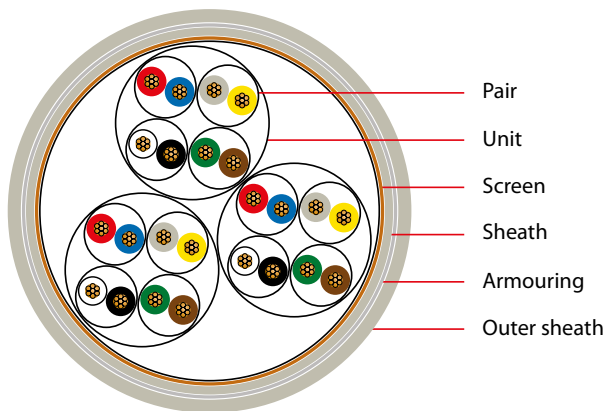 Pair
Unit
Screen
Sheath
Armouring
Outer sheath